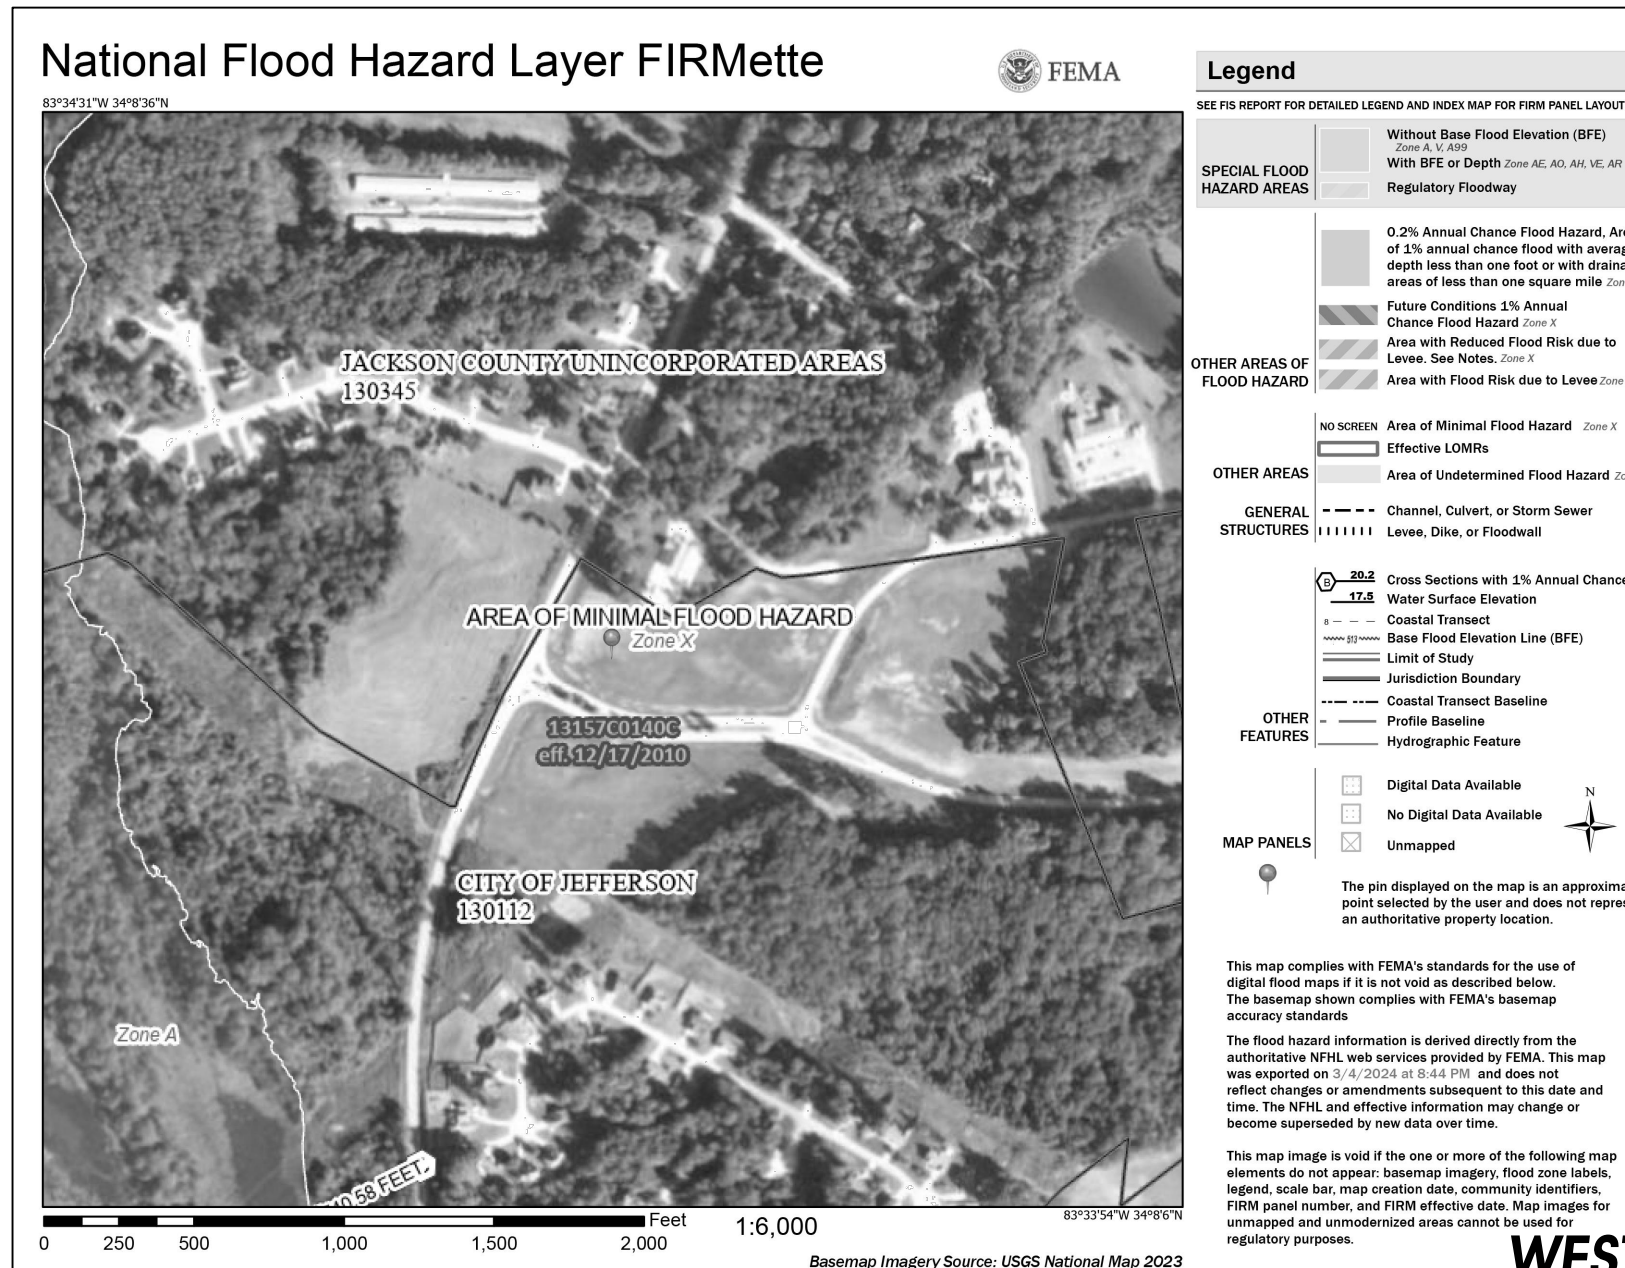 National Flood Hazard Layer FIRMette
FEMA
83°34'31"W 34°8'36"N
JACKSON COUNTY UNINCORPORATED AREAS
130345
AREA OF MINIMAL FLOOD HAZARD
Zone X
13157C0140C
eff. 12/17/2010
CITY OF JEFFERSON
130112
Zone A
FEET
83°33'54"W 34°8'6"N
0 250 500 1,000 1,500 2,000
Feet
1:6,000
Basemap Imagery Source: USGS National Map 2023
Legend
SEE FIS REPORT FOR DETAILED LEGEND AND INDEX MAP FOR FIRM PANEL LAYOUT
SPECIAL FLOOD
HAZARD AREAS
Without Base Flood Elevation (BFE)
Zone A, V, A99
With BFE or Depth Zone AE, AO, AH, VE, AR
Regulatory Floodway
OTHER AREAS OF
FLOOD HAZARD
0.2% Annual Chance Flood Hazard,
of 1% annual chance flood with
depth less than one foot or with
areas of less than one square mile
Future Conditions 1% Annual
Chance Flood Hazard Zone X
Area with Reduced Flood Risk due to
Levee. See Notes. Zone X
Area with Flood Risk due to Levee Zone
OTHER AREAS
NO SCREEN Area of Minimal Flood Hazard Zone X
Effective LOMRs
Area of Undetermined Flood Hazard
GENERAL
STRUCTURES
Channel, Culvert, or Storm Sewer
Levee, Dike, or Floodwall
OTHER
FEATURES
B 20.2 Cross Sections with 1% Annual Chance
17.5 Water Surface Elevation
8 Coastal Transect
513 Base Flood Elevation Line (BFE)
Limit of Study
Jurisdiction Boundary
Coastal Transect Baseline
Profile Baseline
Hydrographic Feature
MAP PANELS
Digital Data Available
No Digital Data Available
Unmapped
N
The pin displayed on the map is an
point selected by the user and does not
an authoritative property location.
This map complies with FEMA's standards for the use of
digital flood maps if it is not void as described below.
The basemap shown complies with FEMA's basemap
accuracy standards
The flood hazard information is derived directly from the
authoritative NFHL web services provided by FEMA. This map
was exported on 3/4/2024 at 8:44 PM and does not
reflect changes or amendments subsequent to this date and
time. The NFHL and effective information may change or
become superseded by new data over time.
This map image is void if the one or more of the following map
elements do not appear: basemap imagery, flood zone labels,
legend, scale bar, map creation date, community identifiers,
FIRM panel number, and FIRM effective date. Map images for
unmapped and unmodernized areas cannot be used for
regulatory purposes.